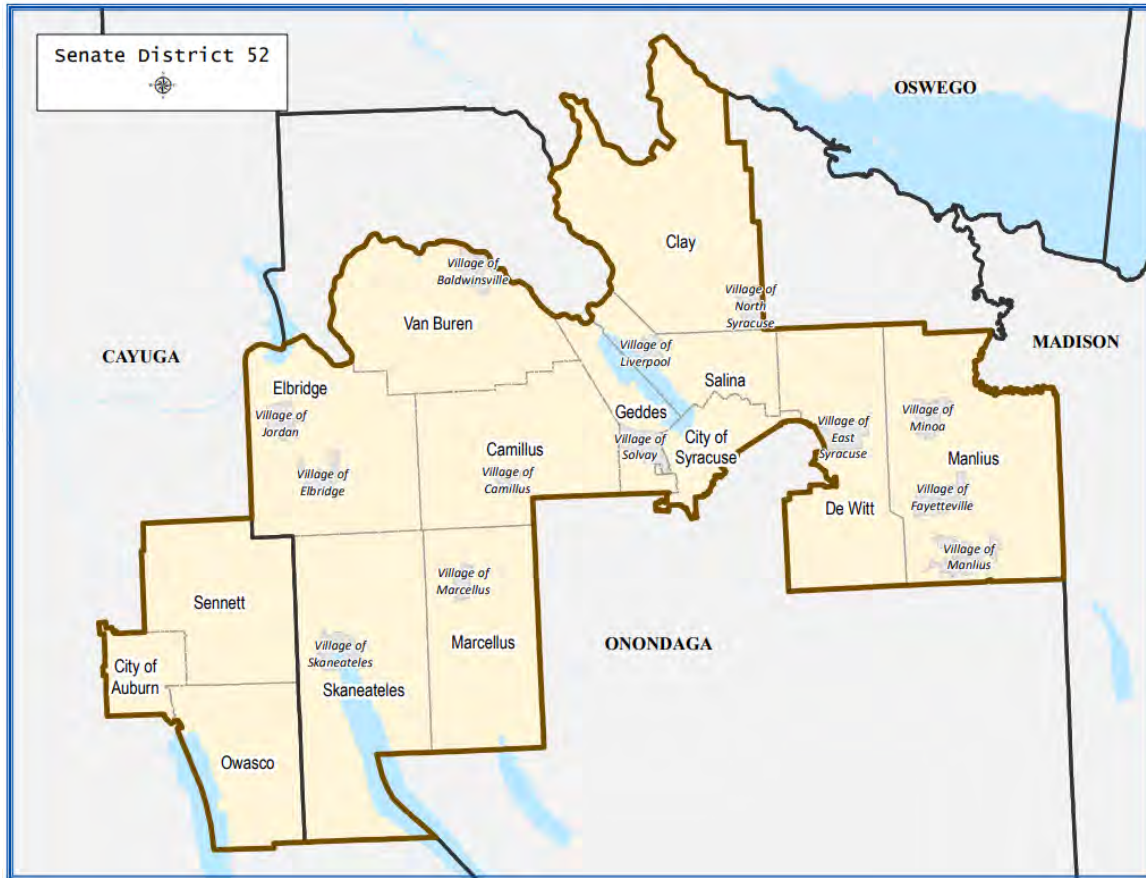 Senate District 52
OSWEGO
Clay
Village of
Baldwinsville
Village of
North
Syracuse
Van Buren
MADISON
Village of
Liverpool
CAYUGA
Salina
Elbridge
Geddes
Village of
Jordan
Village of
Minoa
Village of
East
Syracuse
City of
Syracuse
Village of
Solvay
Camillus
Manlius
Village of
Elbridge
Village of
Camillus
Village of
Fayetteville
De Witt
Village of
Manlius
Village of
Marcellus
Sennett
Marcellus
ONONDAGA
Village of
Skaneateles
City of
Auburn
Skaneateles
Owasco